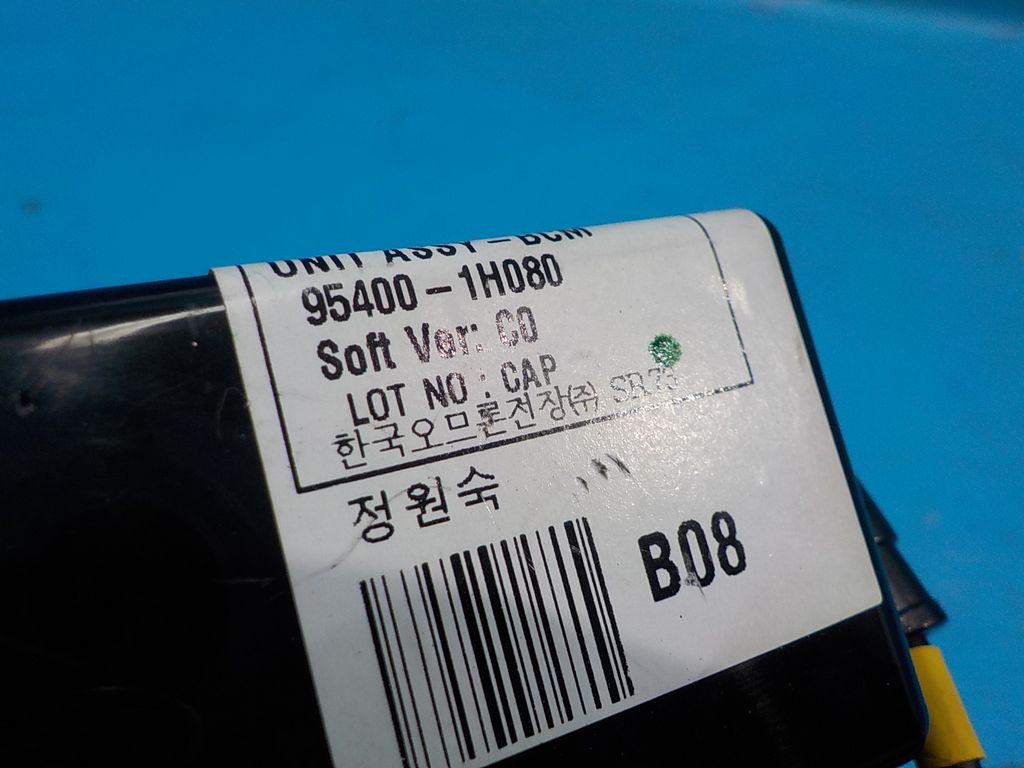 UNIT ASSY-BCM
95400-1H080
Soft Ver: C0
LOT NO : CAP
한국오므론전장(주)
정원숙
B08